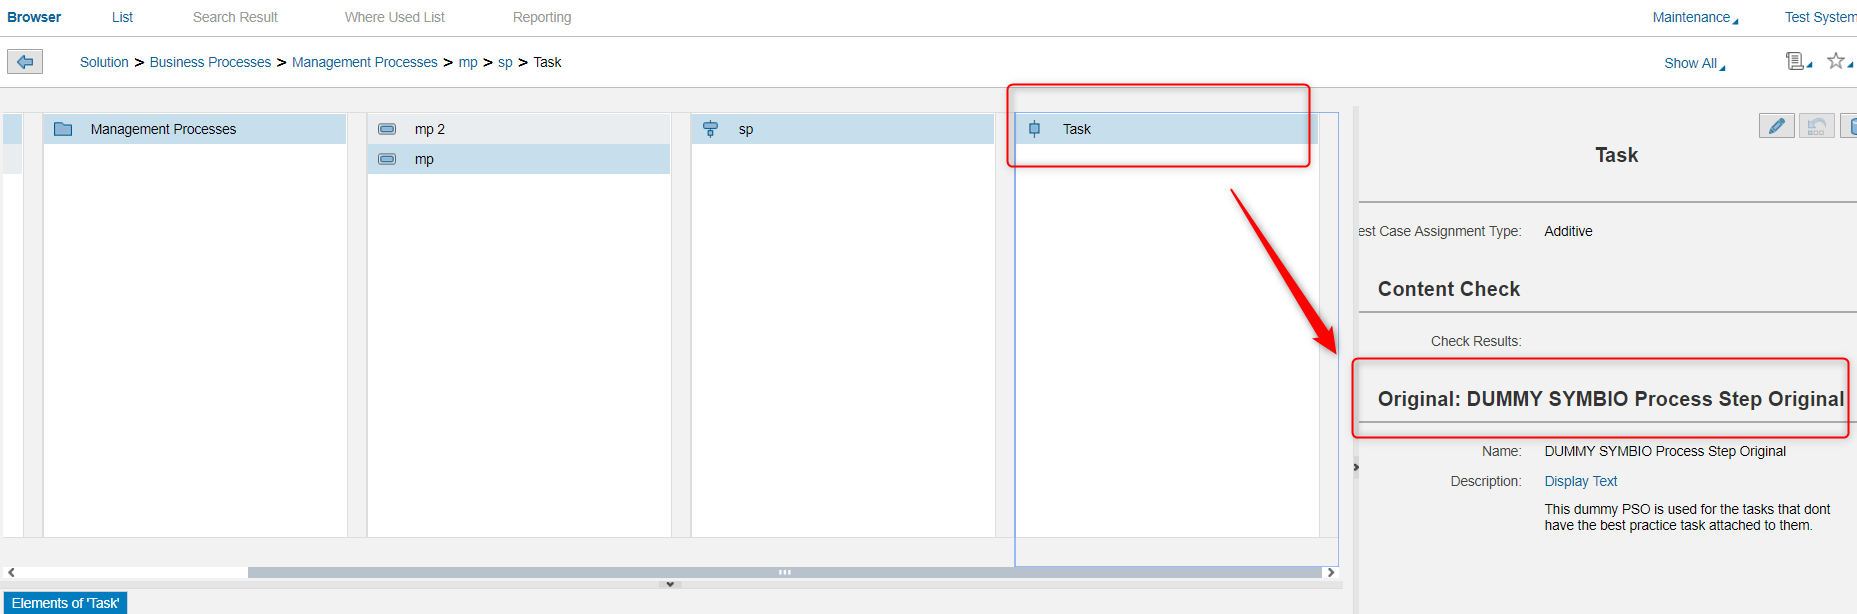 Browser List Search Result Where Used List Reporting Maintenance Test System
Solution > Business Processes > Management Processes > mp > sp > Task Show All
Management Processes
mp 2
mp
sp
Task
Task
est Case Assignment Type: Additive
Content Check
Check Results:
Original: DUMMY SYMBIO Process Step Original
Name: DUMMY SYMBIO Process Step Original
Description: Display Text
This dummy PSO is used for the tasks that dont
have the best practice task attached to them.
Elements of 'Task'